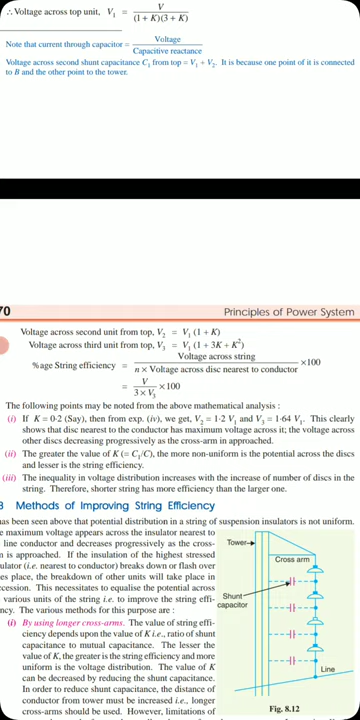 ∴ Voltage across top unit, V₁ = V / (1 + K)(3 + K)
Note that current through capacitor = Voltage / Capacitive reactance
Voltage across second shunt capacitance C₁ from top = V₁ + V₂. It is because one point of it is connected
to B and the other point to the tower.
70
Principles of Power System
Voltage across second unit from top, V₂ = V₁ (1 + K)
Voltage across third unit from top, V₃ = V₁ (1 + 3K + K²)
%age String efficiency = Voltage across string / n × Voltage across disc nearest to conductor ×100
= V / 3 × V₃ ×100
The following points may be noted from the above mathematical analysis :
(i) If K = 0·2 (Say), then from exp. (iv), we get, V₂ = 1·2 V₁ and V₃ = 1·64 V₁. This clearly
shows that disc nearest to the conductor has maximum voltage across it; the voltage across
other discs decreasing progressively as the cross-arm in approached.
(ii) The greater the value of K (= C₁/C), the more non-uniform is the potential across the discs
and lesser is the string efficiency.
(iii) The inequality in voltage distribution increases with the increase of number of discs in the
string. Therefore, shorter string has more efficiency than the larger one.
8 Methods of Improving String Efficiency
has been seen above that potential distribution in a string of suspension insulators is not uniform.
e maximum voltage appears across the insulator nearest to
line conductor and decreases progressively as the cross-
n is approached. If the insulation of the highest stressed
ulator (i.e. nearest to conductor) breaks down or flash over
es place, the breakdown of other units will take place in
ccession. This necessitates to equalise the potential across
various units of the string i.e. to improve the string effi-
ncy. The various methods for this purpose are :
(i) By using longer cross-arms. The value of string effi-
ciency depends upon the value of K i.e., ratio of shunt
capacitance to mutual capacitance. The lesser the
value of K, the greater is the string efficiency and more
uniform is the voltage distribution. The value of K
can be decreased by reducing the shunt capacitance.
In order to reduce shunt capacitance, the distance of
conductor from tower must be increased i.e., longer
cross-arms should be used. However, limitations of
Tower
Cross arm
Shunt
capacitor
Line
Fig. 8.12